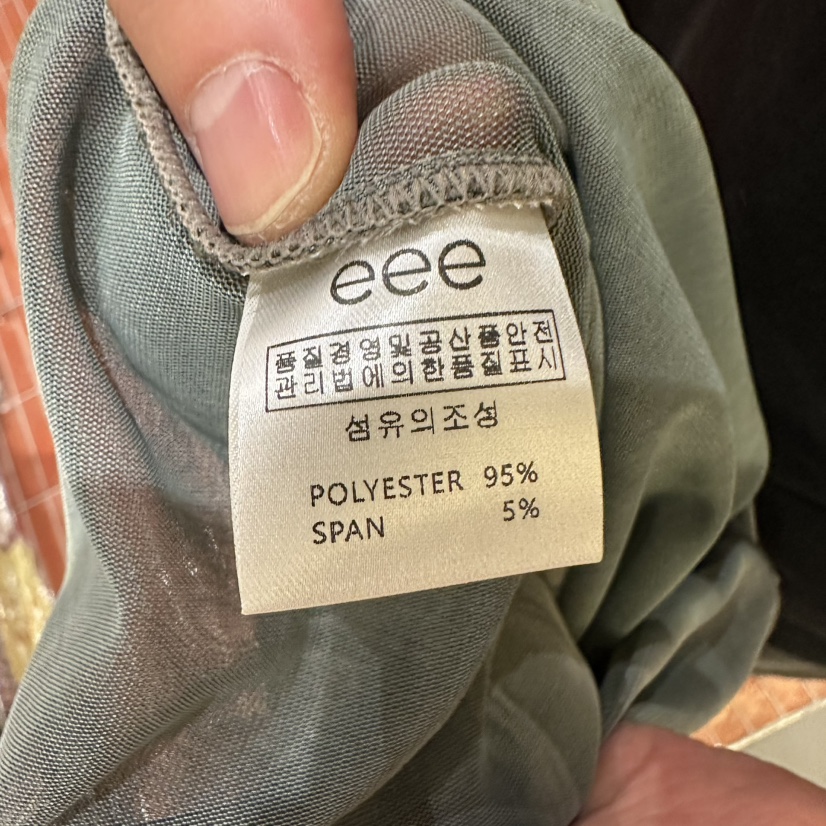 eee
품질경영및공산품안전
관리법에의한품질표시
섬유의조성
POLYESTER 95%
SPAN 5%